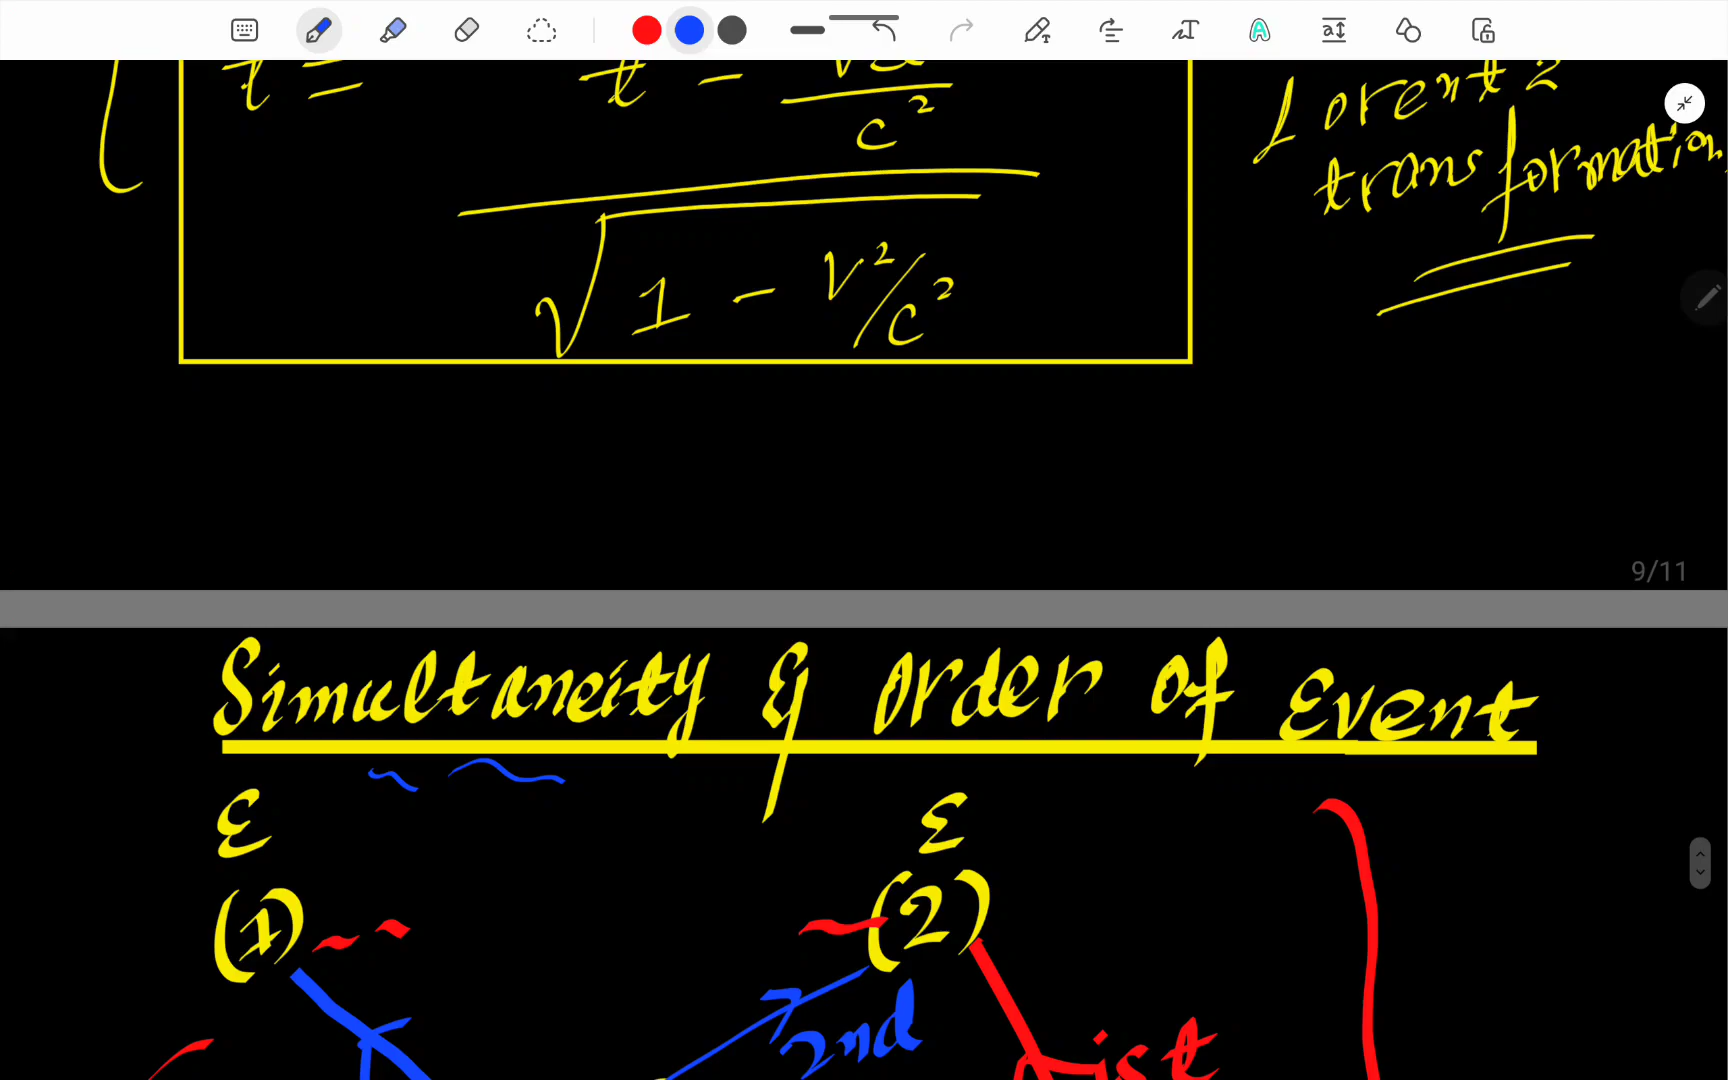 t = t - vx
c²
√1 - v²/c²
Lorentz
transformation
9/11
Simultaneity & Order of Event
ε ε
(1) (2)
2nd
1st